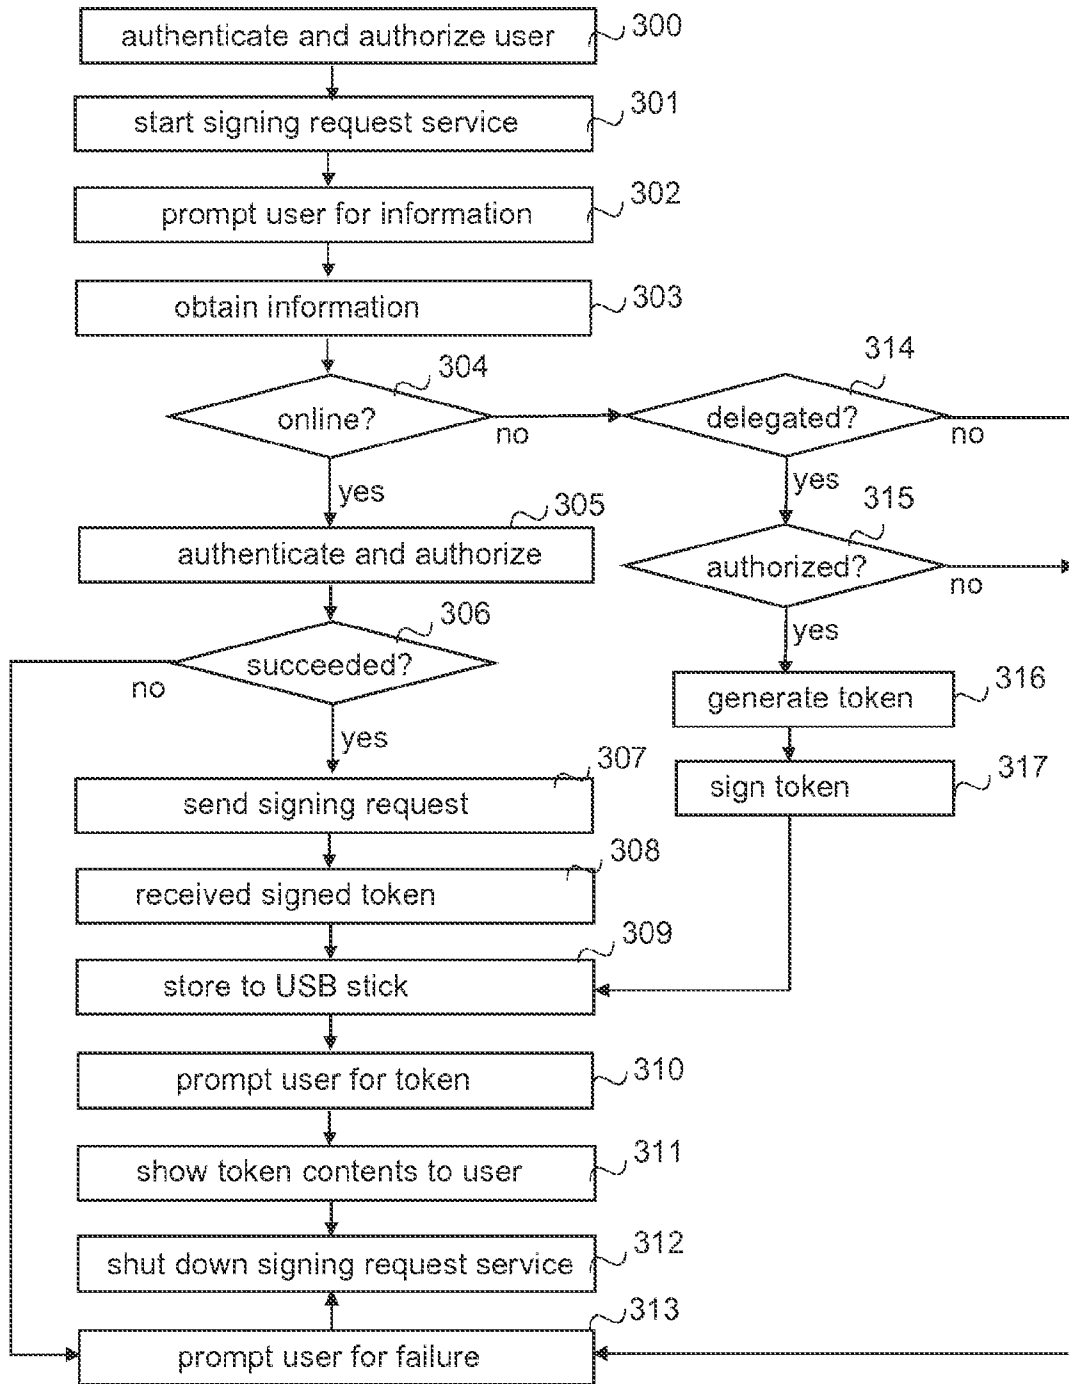 authenticate and authorize user 300
start signing request service 301
prompt user for information 302
obtain information 303
304
314
online?
no
delegated?
no
yes
yes
305
315
authenticate and authorize
authorized?
no
306
yes
succeeded?
no
generate token 316
yes
307
sign token 317
send signing request
308
received signed token
309
store to USB stick
prompt user for token 310
show token contents to user 311
shut down signing request service 312
313
prompt user for failure